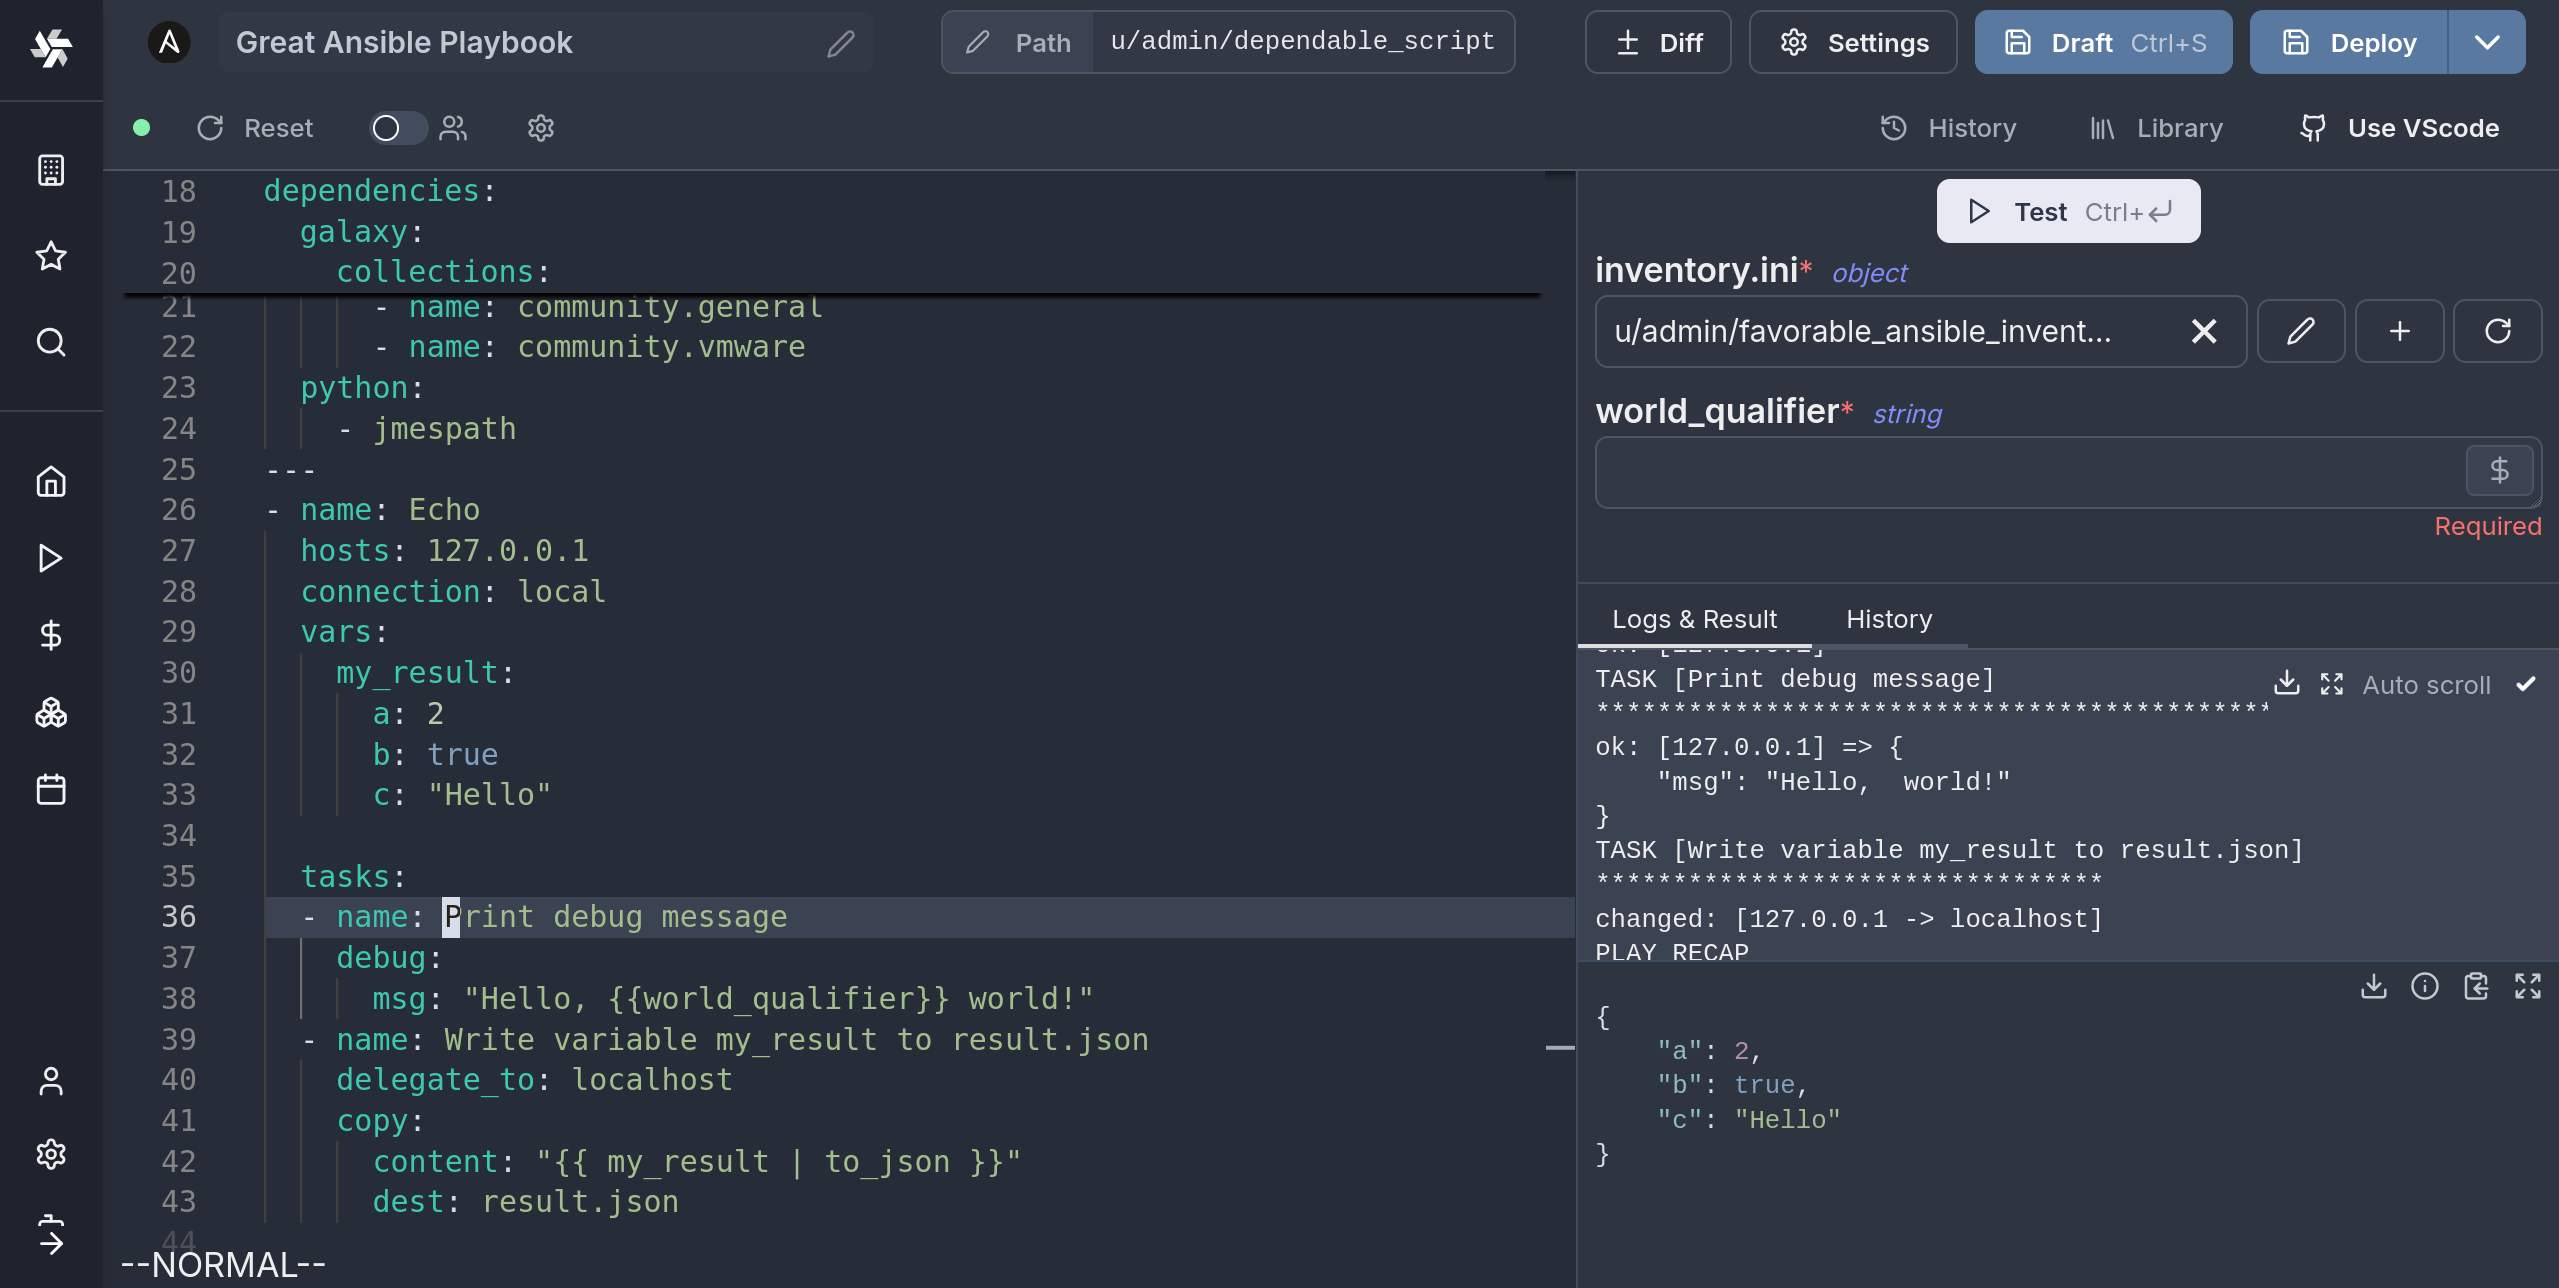 Great Ansible Playbook
Path u/admin/dependable_script
Diff
Settings
Draft Ctrl+S
Deploy
Reset
History
Library
Use VScode
18 dependencies:
19   galaxy:
20     collections:
21       - name: community.general
22       - name: community.vmware
23   python:
24     - jmespath
25 ---
26 - name: Echo
27   hosts: 127.0.0.1
28   connection: local
29   vars:
30     my_result:
31       a: 2
32       b: true
33       c: "Hello"
34
35   tasks:
36   - name: Print debug message
37     debug:
38       msg: "Hello, {{world_qualifier}} world!"
39   - name: Write variable my_result to result.json
40     delegate_to: localhost
41     copy:
42       content: "{{ my_result | to_json }}"
43       dest: result.json
44
--NORMAL--
Test Ctrl+
inventory.ini* object
u/admin/favorable_ansible_invent...
world_qualifier* string
$
Required
Logs & Result
History
ok: [127.0.0.1]
TASK [Print debug message]
Auto scroll
********************************************
ok: [127.0.0.1] => {
    "msg": "Hello,  world!"
}
TASK [Write variable my_result to result.json]
*********************************
changed: [127.0.0.1 -> localhost]
PLAY RECAP
{
    "a": 2,
    "b": true,
    "c": "Hello"
}